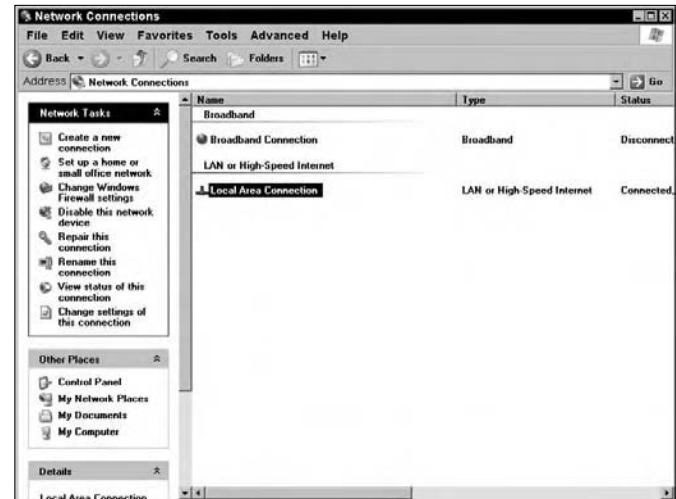 Network Connections
File Edit View Favorites Tools Advanced Help
Back Search Folders
Address Network Connections Go
Network Tasks
Create a new
connection
Set up a home or
small office network
Change Windows
Firewall settings
Disable this network
device
Repair this
connection
Rename this
connection
View status of this
connection
Change settings of
this connection
Other Places
Control Panel
My Network Places
My Documents
My Computer
Details
Local Area Connection
Name Type Status
Broadband
Broadband Connection Broadband Disconnect
LAN or High-Speed Internet
Local Area Connection LAN or High-Speed Internet Connected,